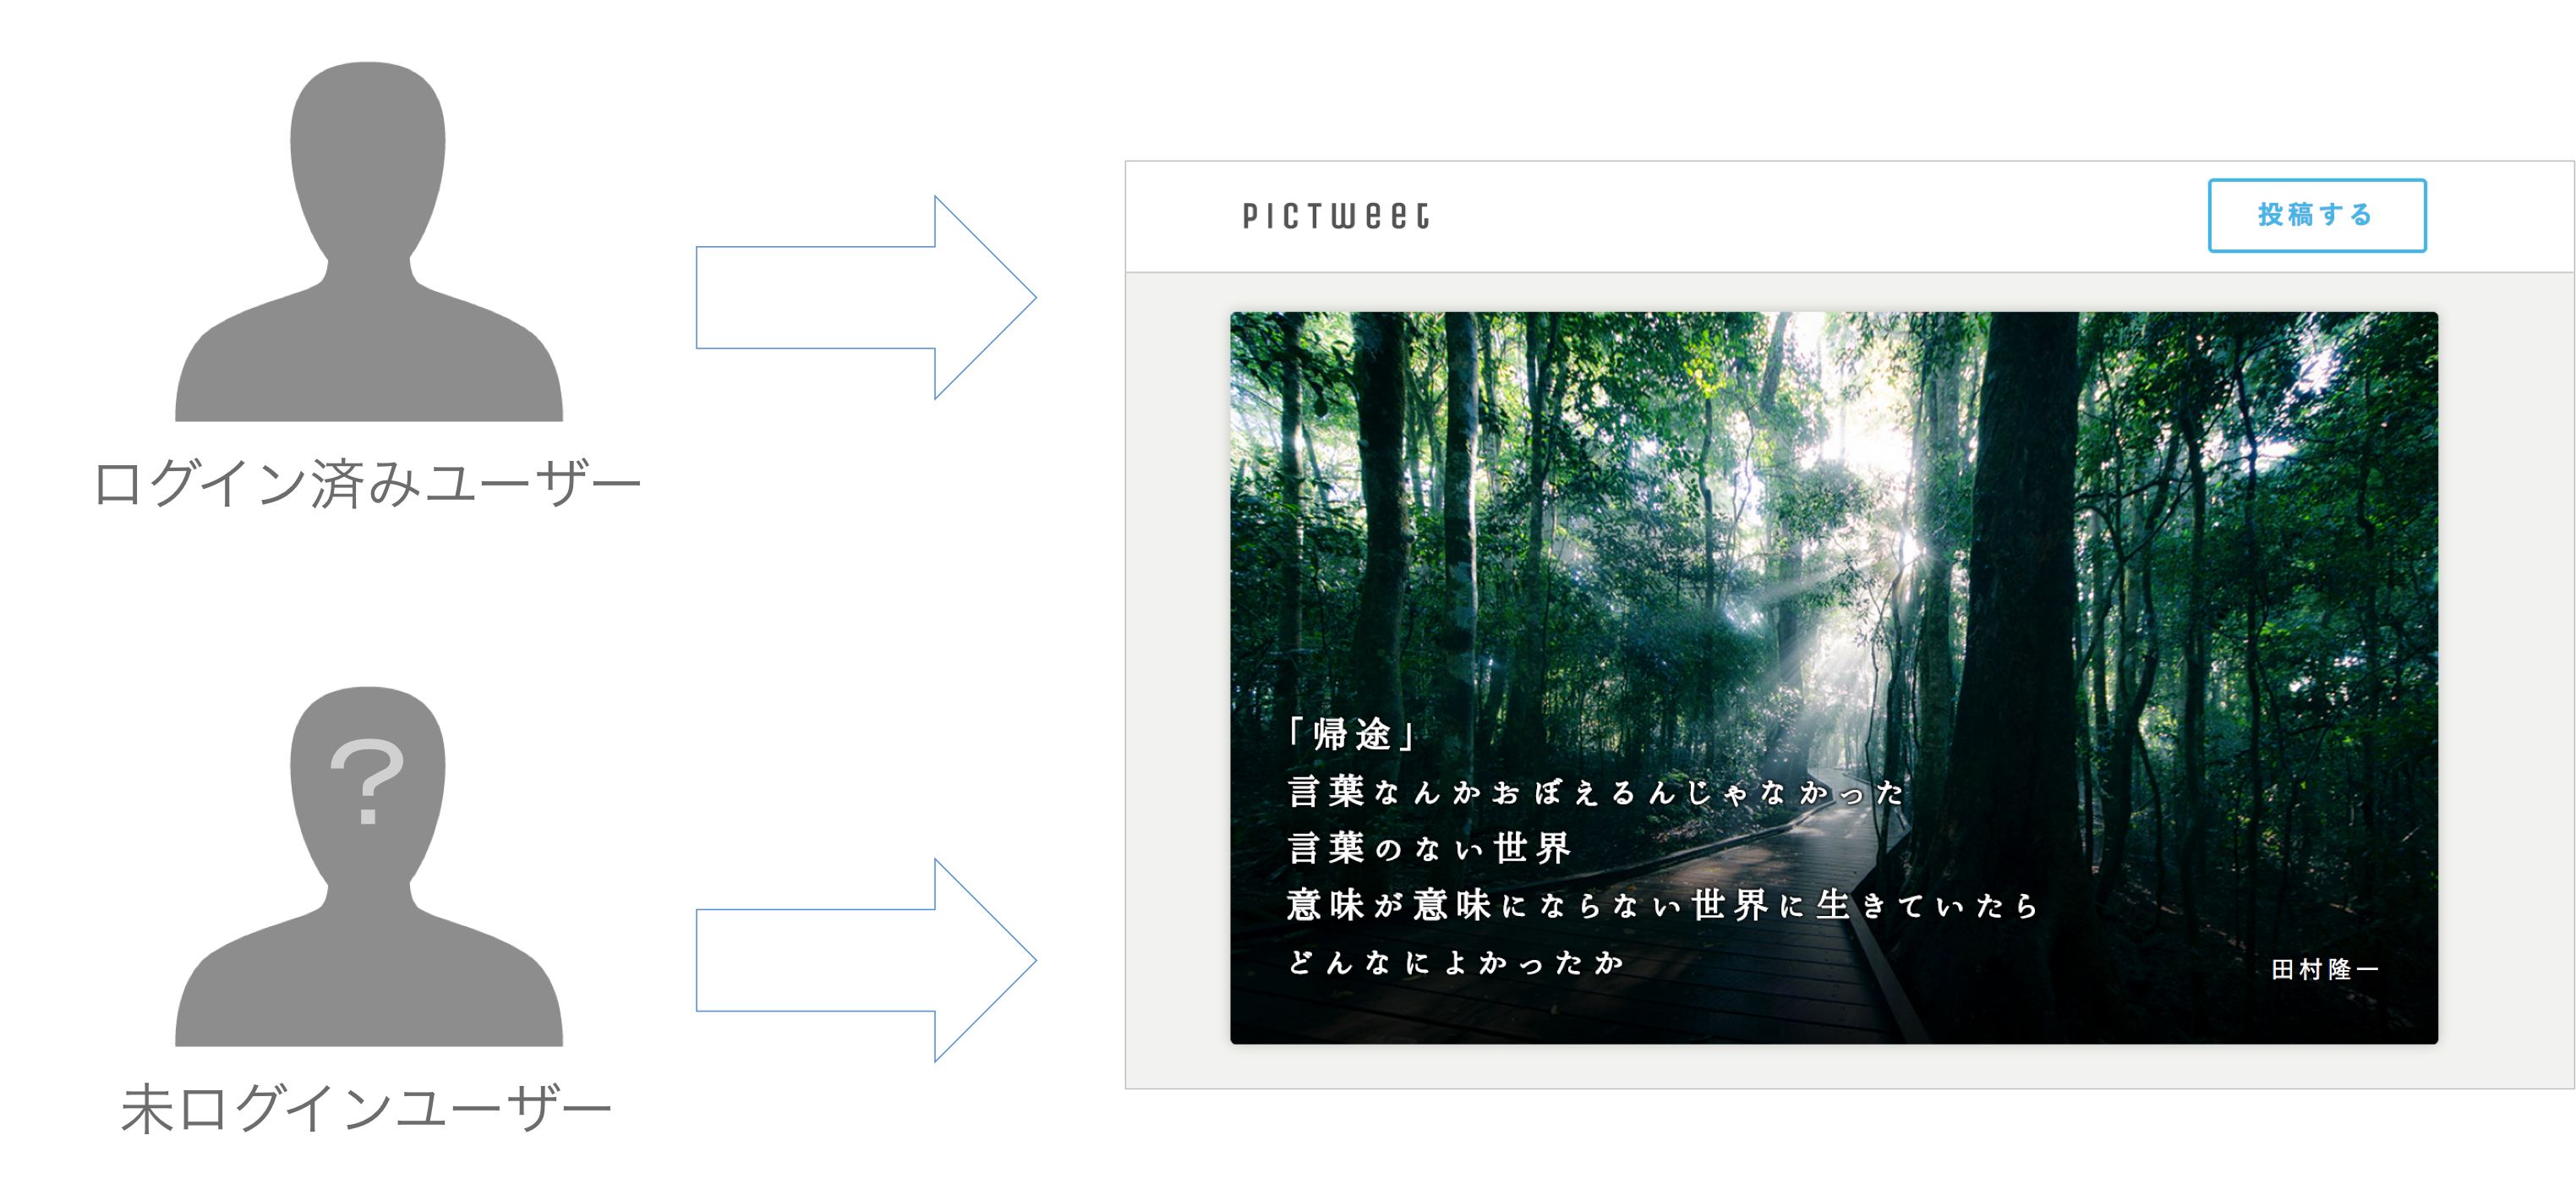 ログイン済みユーザー
?
未ログインユーザー
PICTWEET
投稿する
「帰途」
言葉なんかおぼえるんじゃなかった
言葉のない世界
意味が意味にならない世界に生きていたら
どんなによかったか
田村隆一